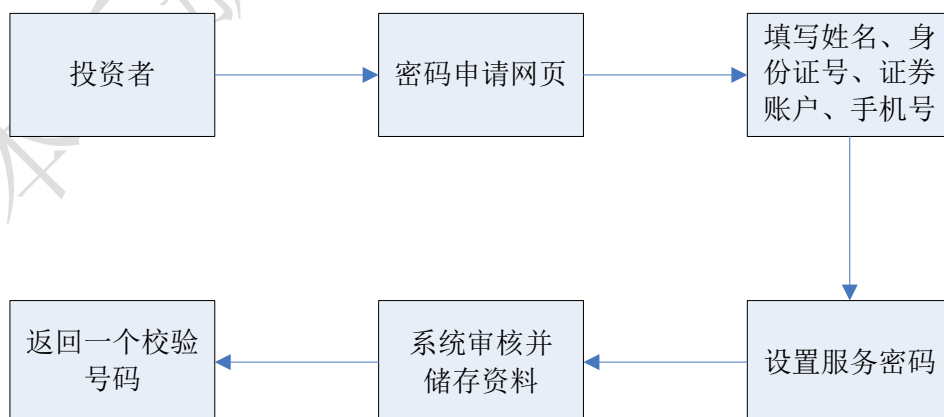 投资者
密码申请网页
填写姓名、身
份证号、证券
账户、手机号
返回一个校验
号码
系统审核并
储存资料
设置服务密码
本